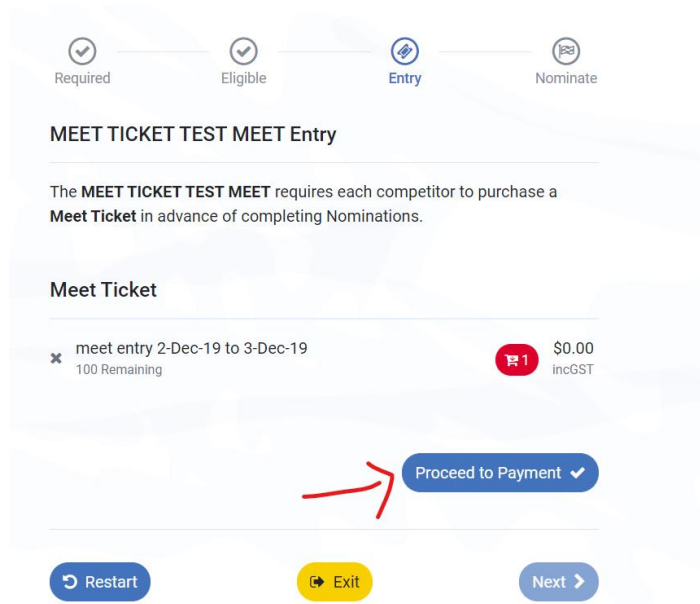 Required
Eligible
Entry
Nominate
MEET TICKET TEST MEET Entry
The MEET TICKET TEST MEET requires each competitor to purchase a
Meet Ticket in advance of completing Nominations.
Meet Ticket
meet entry 2-Dec-19 to 3-Dec-19
100 Remaining
1
$0.00
incGST
Proceed to Payment
Restart
Exit
Next